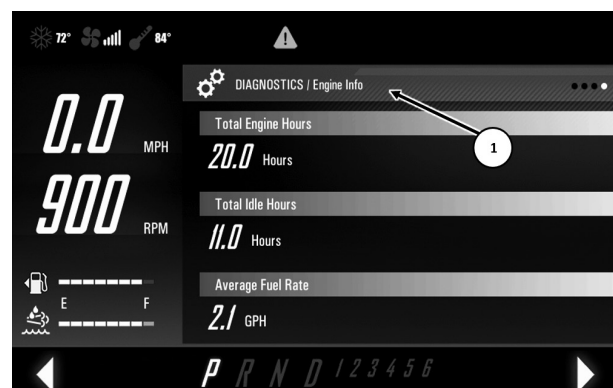 72° 84°
DIAGNOSTICS / Engine Info
1
0.0 MPH
900 RPM
E F
Total Engine Hours
20.0 Hours
Total Idle Hours
11.0 Hours
Average Fuel Rate
2.1 GPH
P R N D 1 2 3 4 5 6